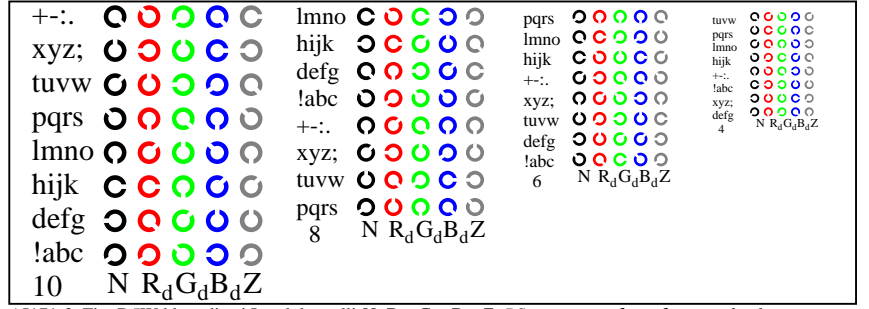 +-:.
xyz;
tuvw
pqrs
lmno
hijk
defg
!abc
10 N RdGdBdZ
lmno
hijk
defg
!abc
+-:.
xyz;
tuvw
pqrs
8 N RdGdBdZ
pqrs
lmno
hijk
+-:.
xyz;
tuvw
defg
!abc
6 N RdGdBdZ
tuvw
pqrs
lmno
hijk
+-:.
!abc
xyz;
defg
4 N RdGdBdZ